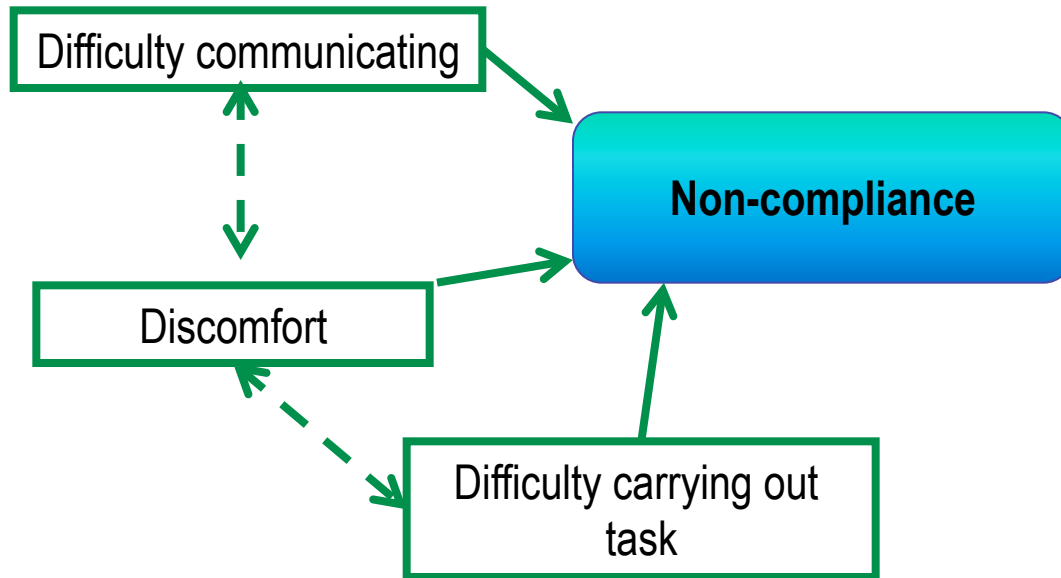 Difficulty communicating
Non-compliance
Discomfort
Difficulty carrying out
task